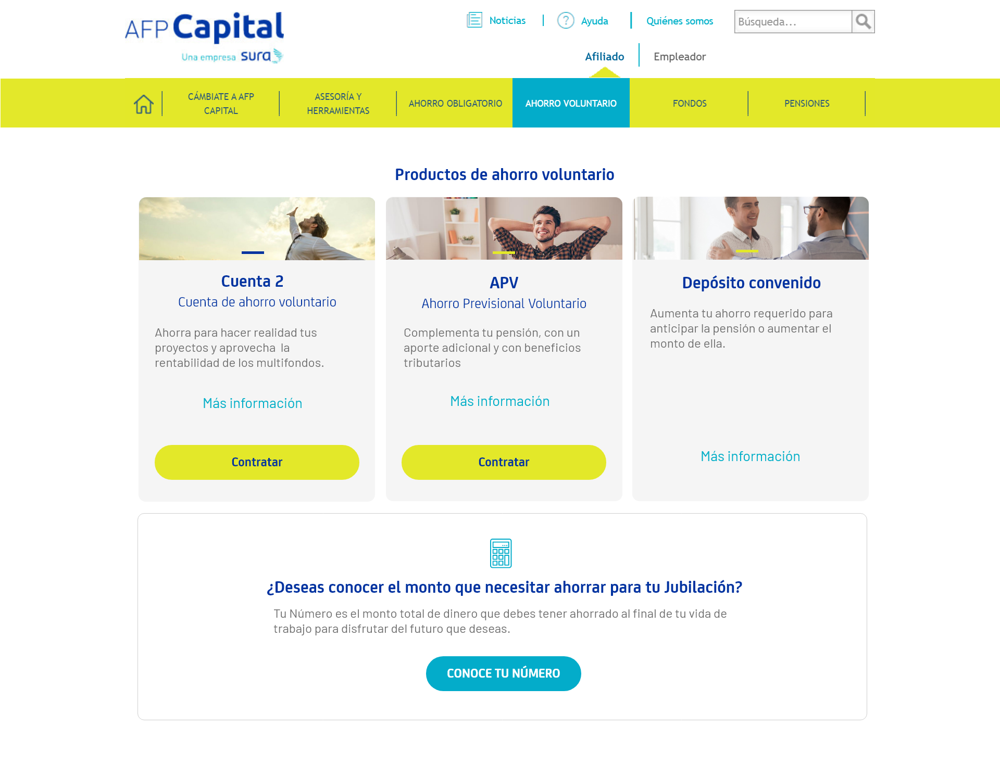 AFP Capital
Una empresa sura
Noticias
Ayuda
Quiénes somos
Búsqueda...
Afiliado
Empleador
CÁMBIATE A AFP
CAPITAL
ASESORÍA Y
HERRAMIENTAS
AHORRO OBLIGATORIO
AHORRO VOLUNTARIO
FONDOS
PENSIONES
Productos de ahorro voluntario
Cuenta 2
Cuenta de ahorro voluntario
Ahorra para hacer realidad tus
proyectos y aprovecha  la
rentabilidad de los multifondos.
Más información
Contratar
APV
Ahorro Previsional Voluntario
Complementa tu pensión, con un
aporte adicional y con beneficios
tributarios
Más información
Contratar
Depósito convenido
Aumenta tu ahorro requerido para
anticipar la pensión o aumentar el
monto de ella.
Más información
¿Deseas conocer el monto que necesitar ahorrar para tu Jubilación?
Tu Número es el monto total de dinero que debes tener ahorrado al final de tu vida de
trabajo para disfrutar del futuro que deseas.
CONOCE TU NÚMERO